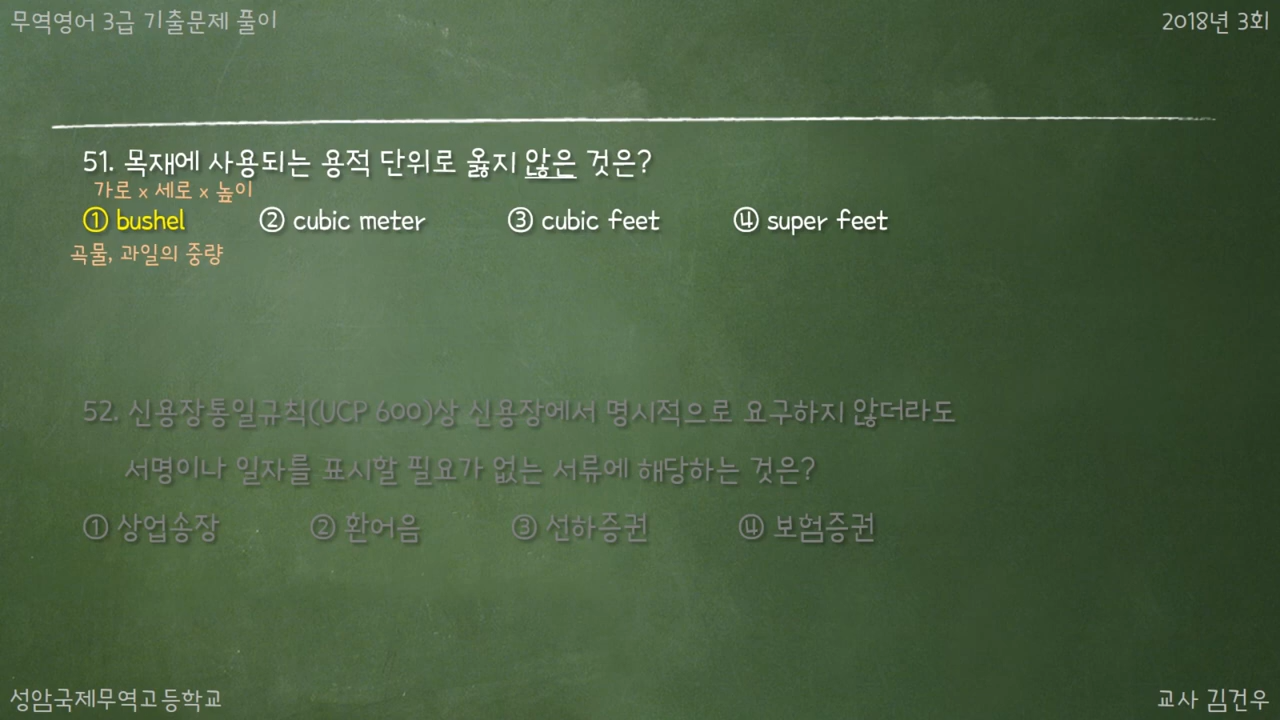 무역영어 3급 기출문제 풀이
2018년 3회
51. 목재에 사용되는 용적 단위로 옳지 않은 것은?
가로 x 세로 x 높이
① bushel ② cubic meter ③ cubic feet ④ super feet
곡물, 과일의 중량
52. 신용장통일규칙(UCP 600)상 신용장에서 명시적으로 요구하지 않더라도
서명이나 일자를 표시할 필요가 없는 서류에 해당하는 것은?
① 상업송장 ② 환어음 ③ 선하증권 ④ 보험증권
성암국제무역고등학교
교사 김건우